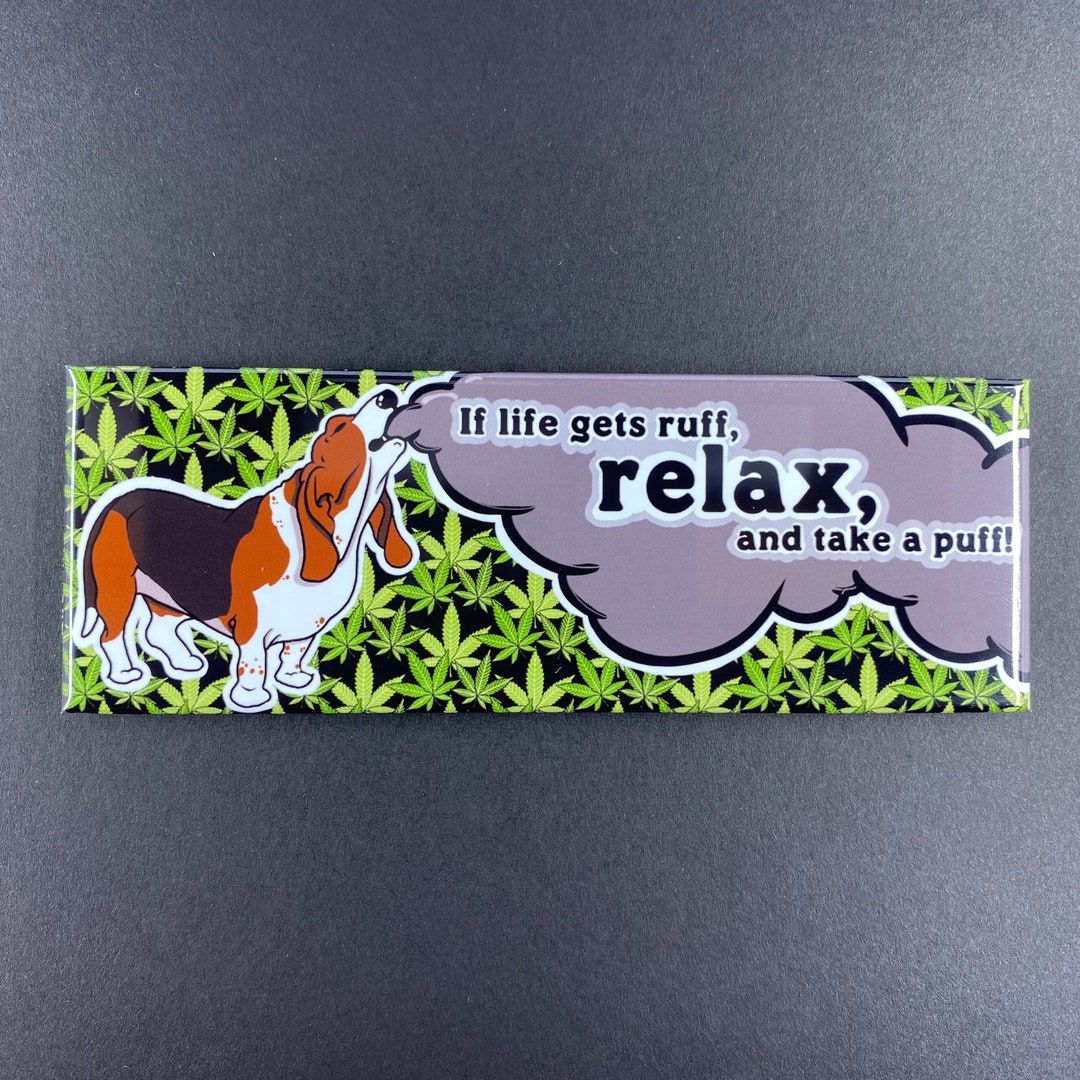 If life gets ruff,
relax,
and take a puff!